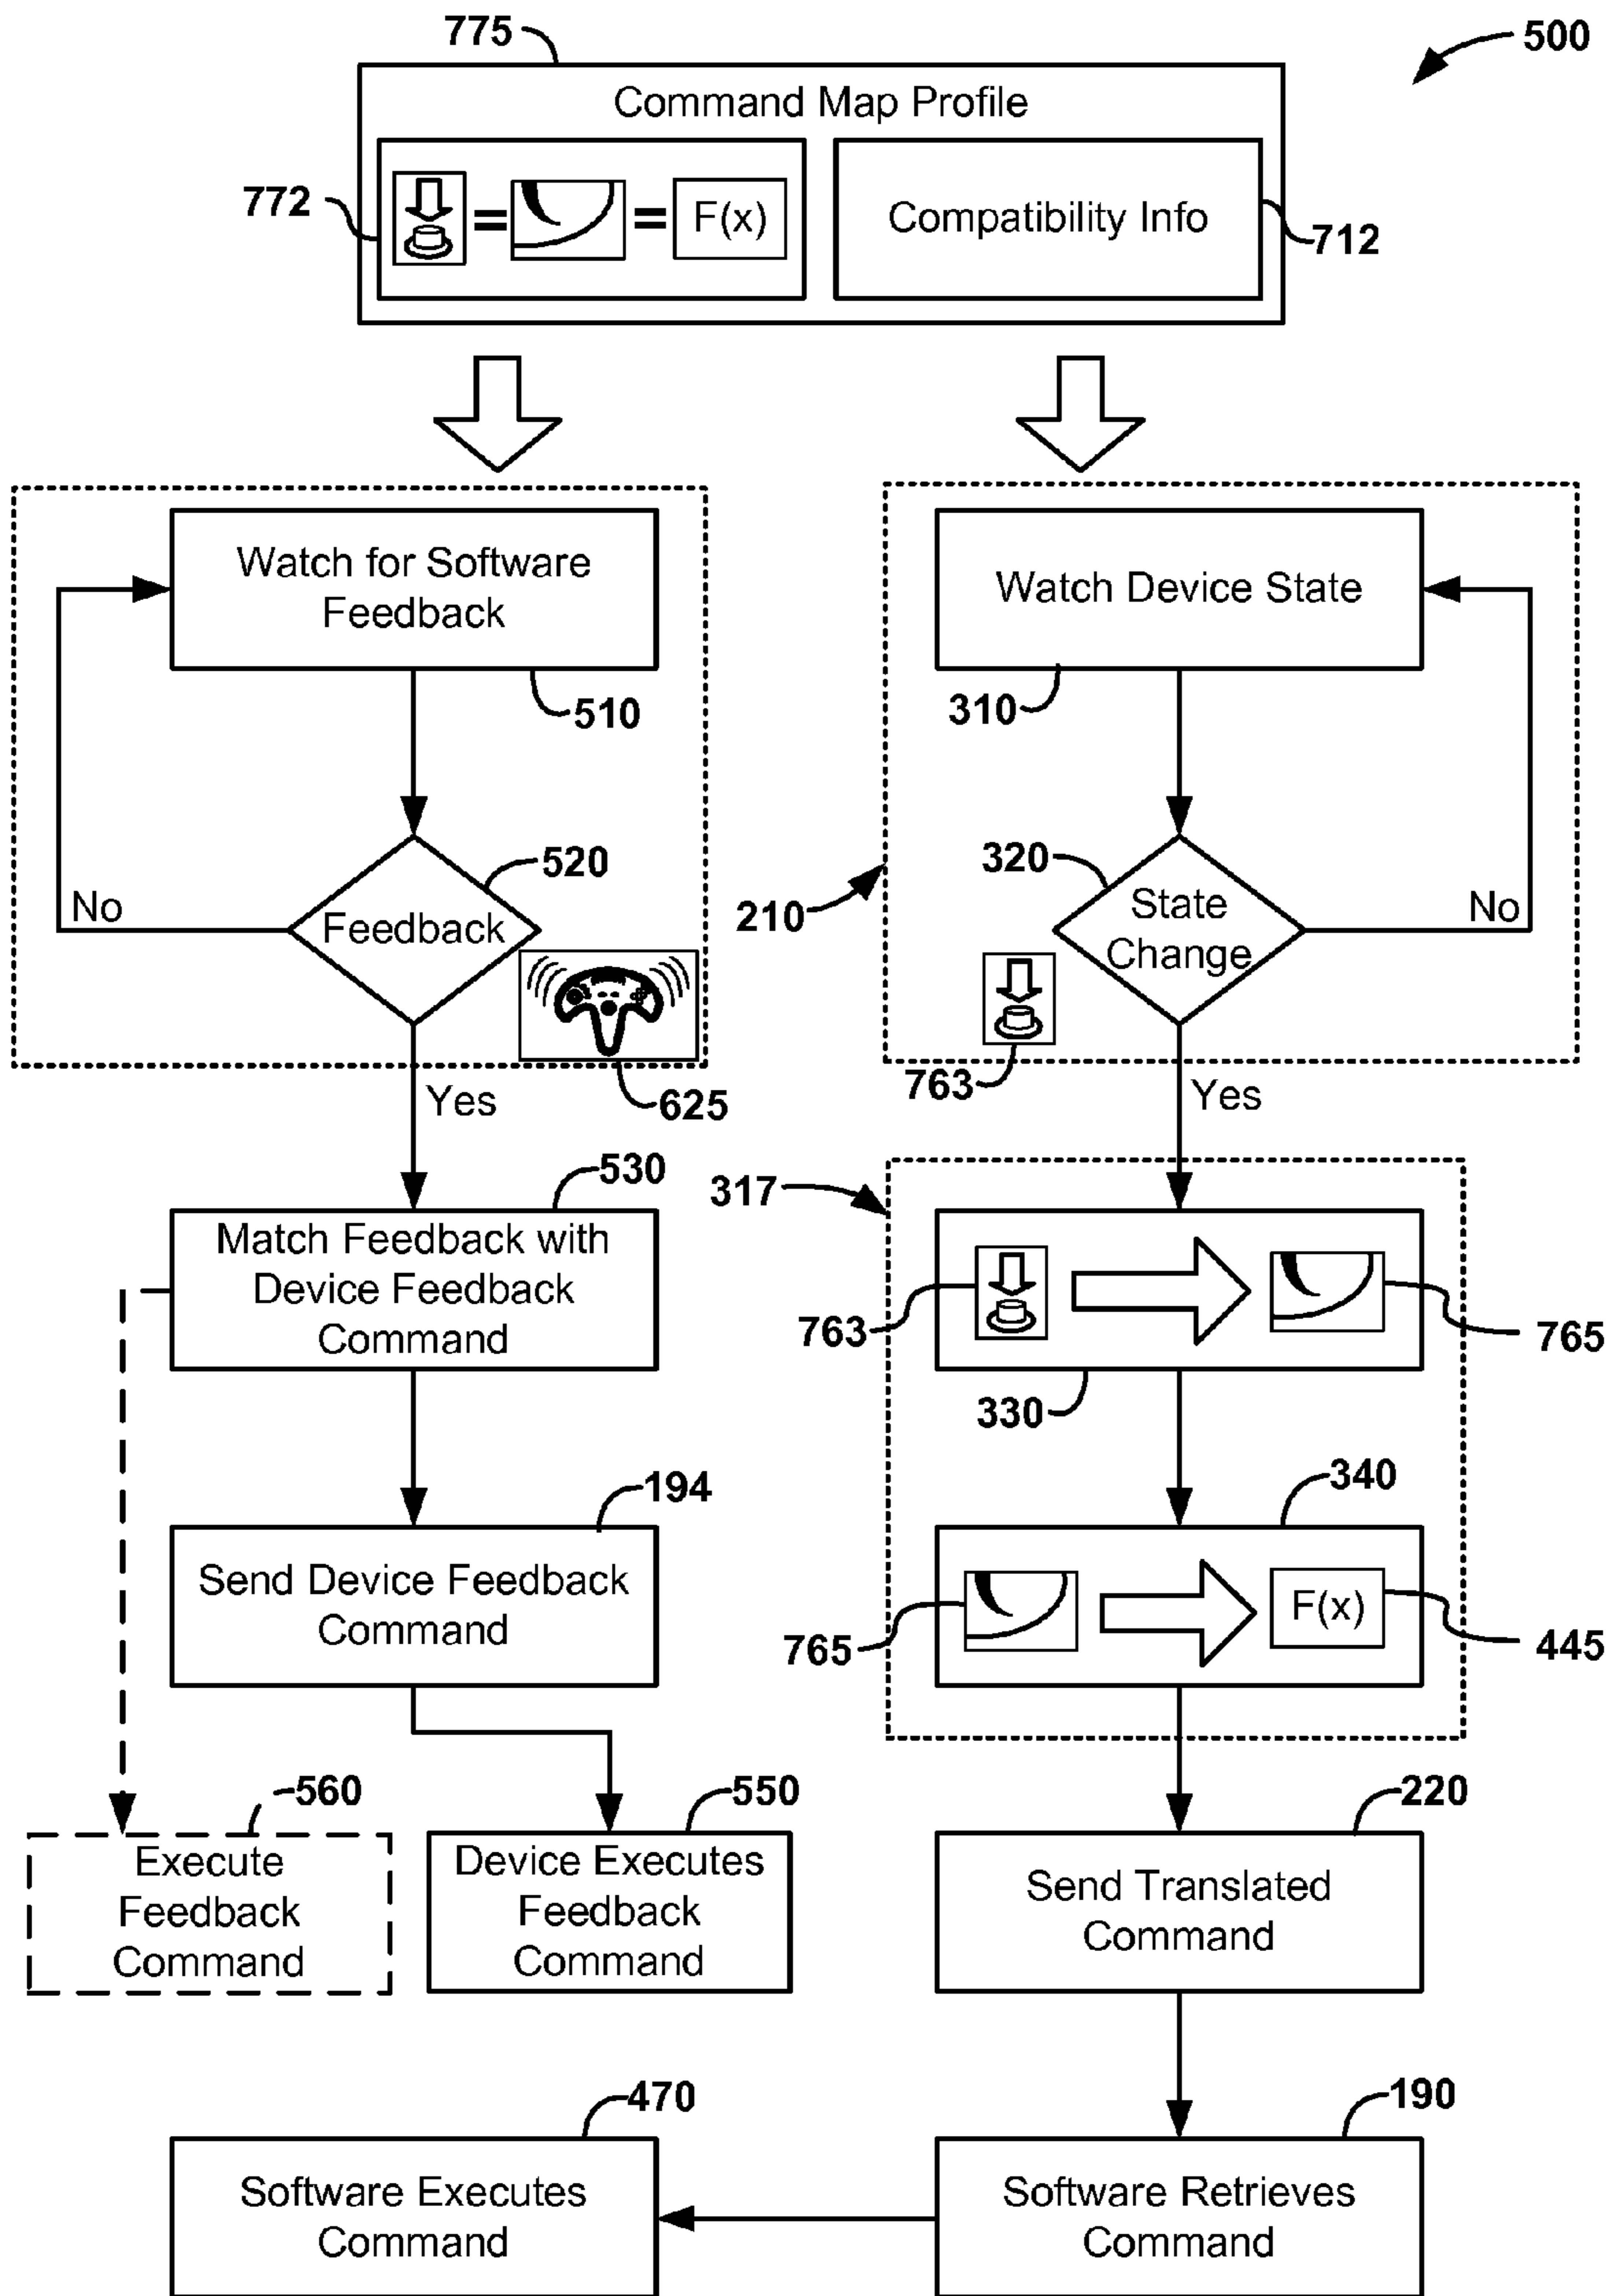 775
500
Command Map Profile
772
=
=
F(x)
Compatibility Info
712
Watch for Software
Feedback
510
Watch Device State
310
520
Feedback
No
625
Yes
210
320
State
Change
No
763
Yes
530
Match Feedback with
Device Feedback
Command
317
763
765
330
194
Send Device Feedback
Command
340
765
F(x)
445
560
Execute
Feedback
Command
550
Device Executes
Feedback
Command
220
Send Translated
Command
470
Software Executes
Command
190
Software Retrieves
Command